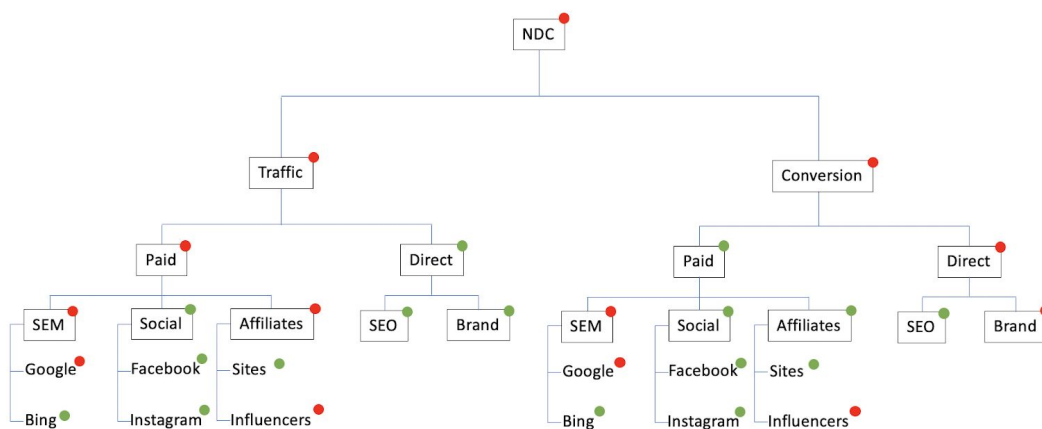 NDC
Traffic
Conversion
Paid
Direct
Paid
Direct
SEM
Social
Affiliates
SEO
Brand
SEM
Social
Affiliates
SEO
Brand
Google
Facebook
Sites
Google
Facebook
Sites
Bing
Instagram
Influencers
Bing
Instagram
Influencers